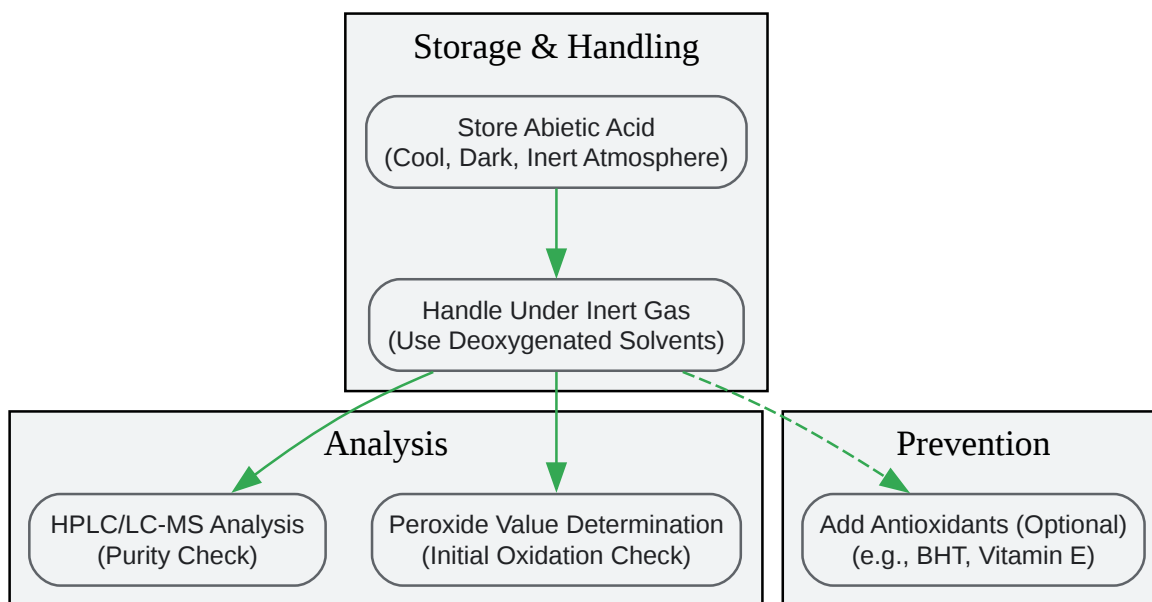 Storage & Handling
Store Abietic Acid
(Cool, Dark, Inert Atmosphere)
Handle Under Inert Gas
(Use Deoxygenated Solvents)
Analysis
HPLC/LC-MS Analysis
(Purity Check)
Peroxide Value Determination
(Initial Oxidation Check)
Prevention
Add Antioxidants (Optional)
(e.g., BHT, Vitamin E)